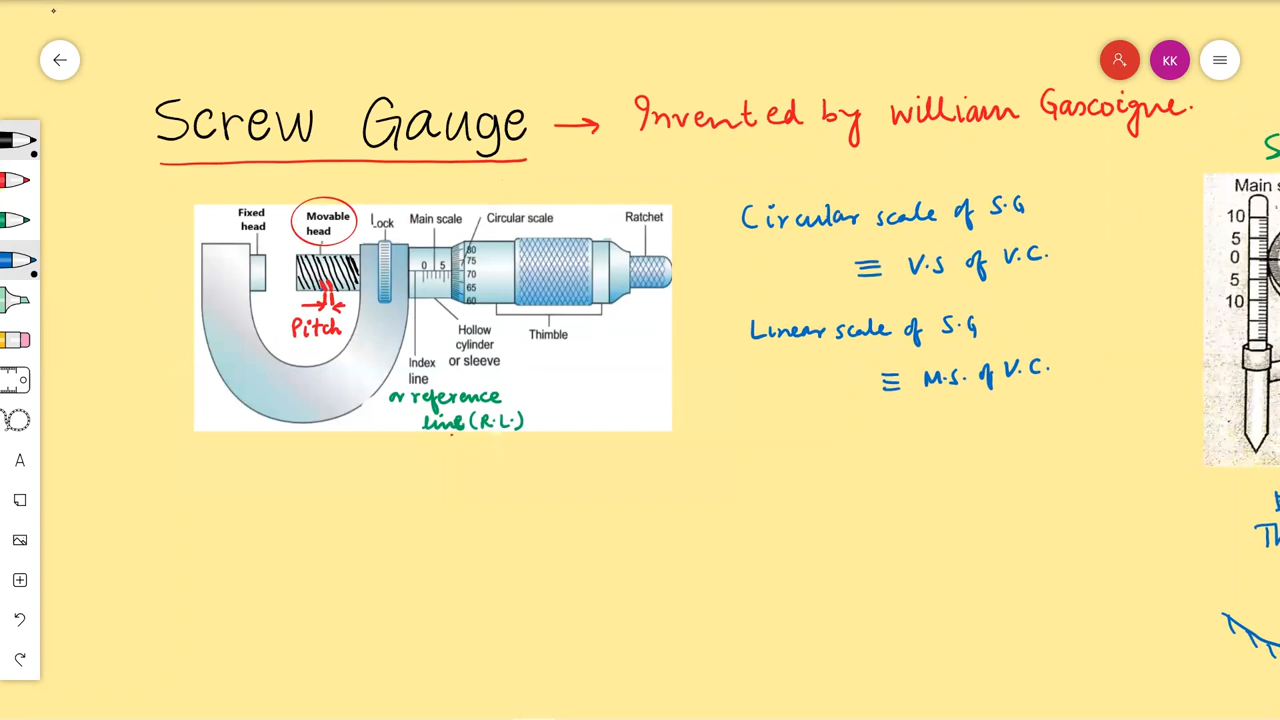 KK
Screw Gauge → Invented by william Gascoigne.
Fixed head
Movable head
Lock
Main scale
Circular scale
Ratchet
0 5
80
75
70
65
60
Pitch
Thimble
Hollow
cylinder
or sleeve
Index
line
or reference
line (R.L.)
Circular scale of S.G
≡ V.S of V.C.
Linear scale of S.G
≡ M.S. of V.C.
S
Main s
10
5
0
5
10
Th
A